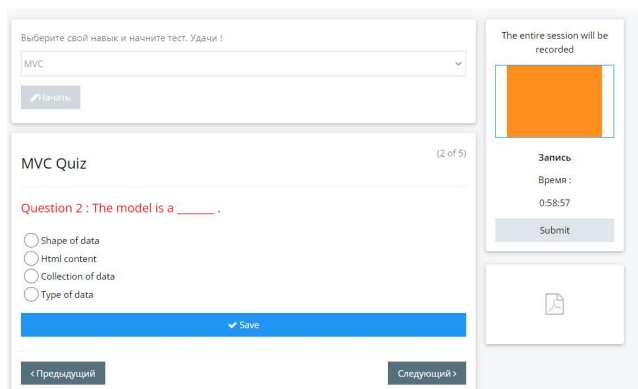 Выберите свой навык и начните тест. Удачи !
MVC
Начать
MVC Quiz
(2 of 5)
Question 2 : The model is a ______ .
Shape of data
Html content
Collection of data
Type of data
Save
Предыдущий
Следующий
The entire session will be
recorded
Запись
Время :
0:58:57
Submit